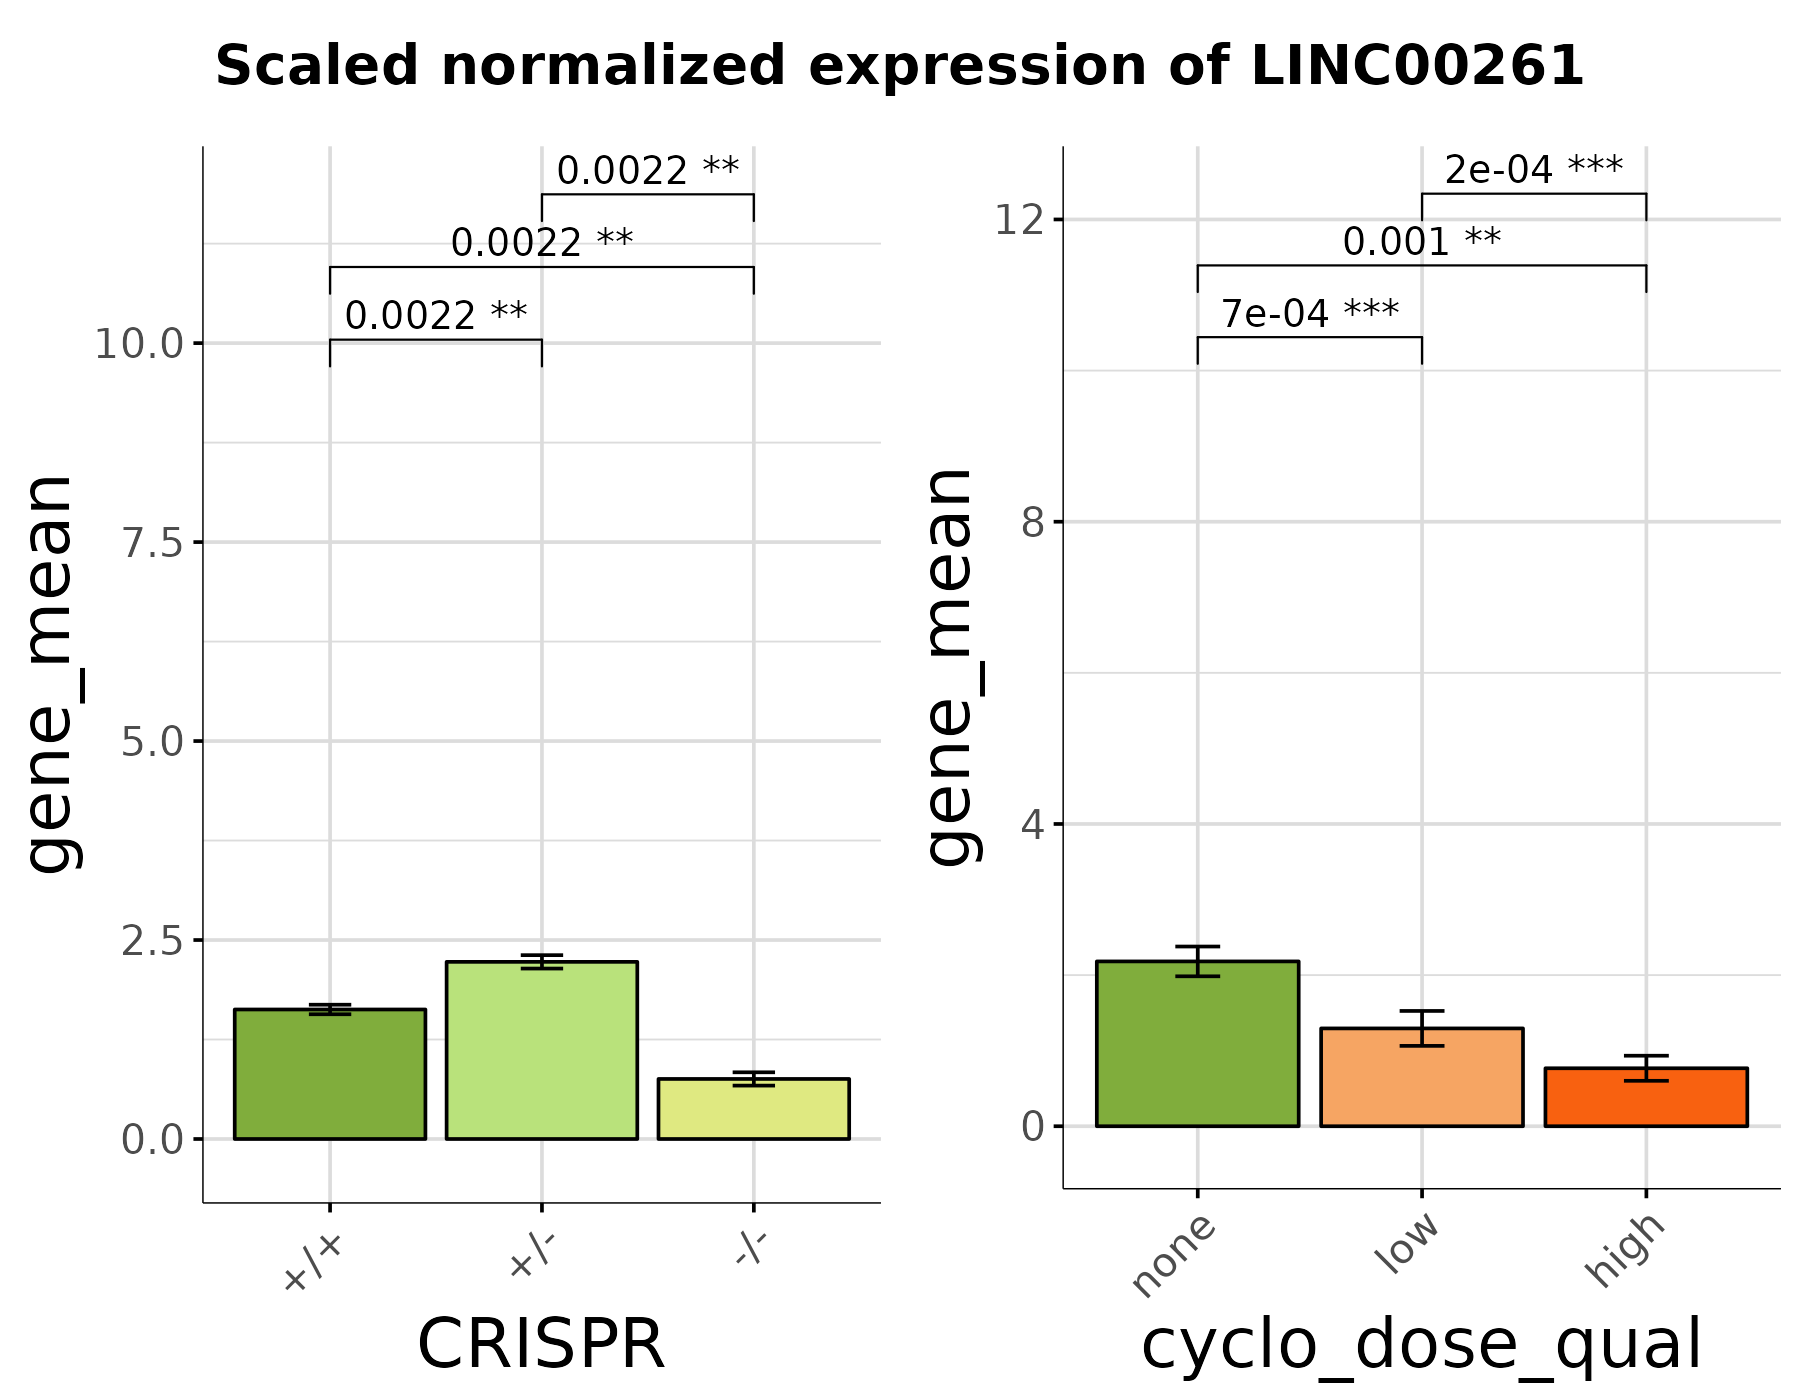 Scaled normalized expression of LINC00261
0.0022 **
0.0022 **
0.0022 **
10.0
7.5
5.0
2.5
0.0
gene_mean
+/+
+/-
-/-
CRISPR
2e-04 ***
0.001 **
7e-04 ***
12
8
4
0
gene_mean
none
low
high
cyclo_dose_qual